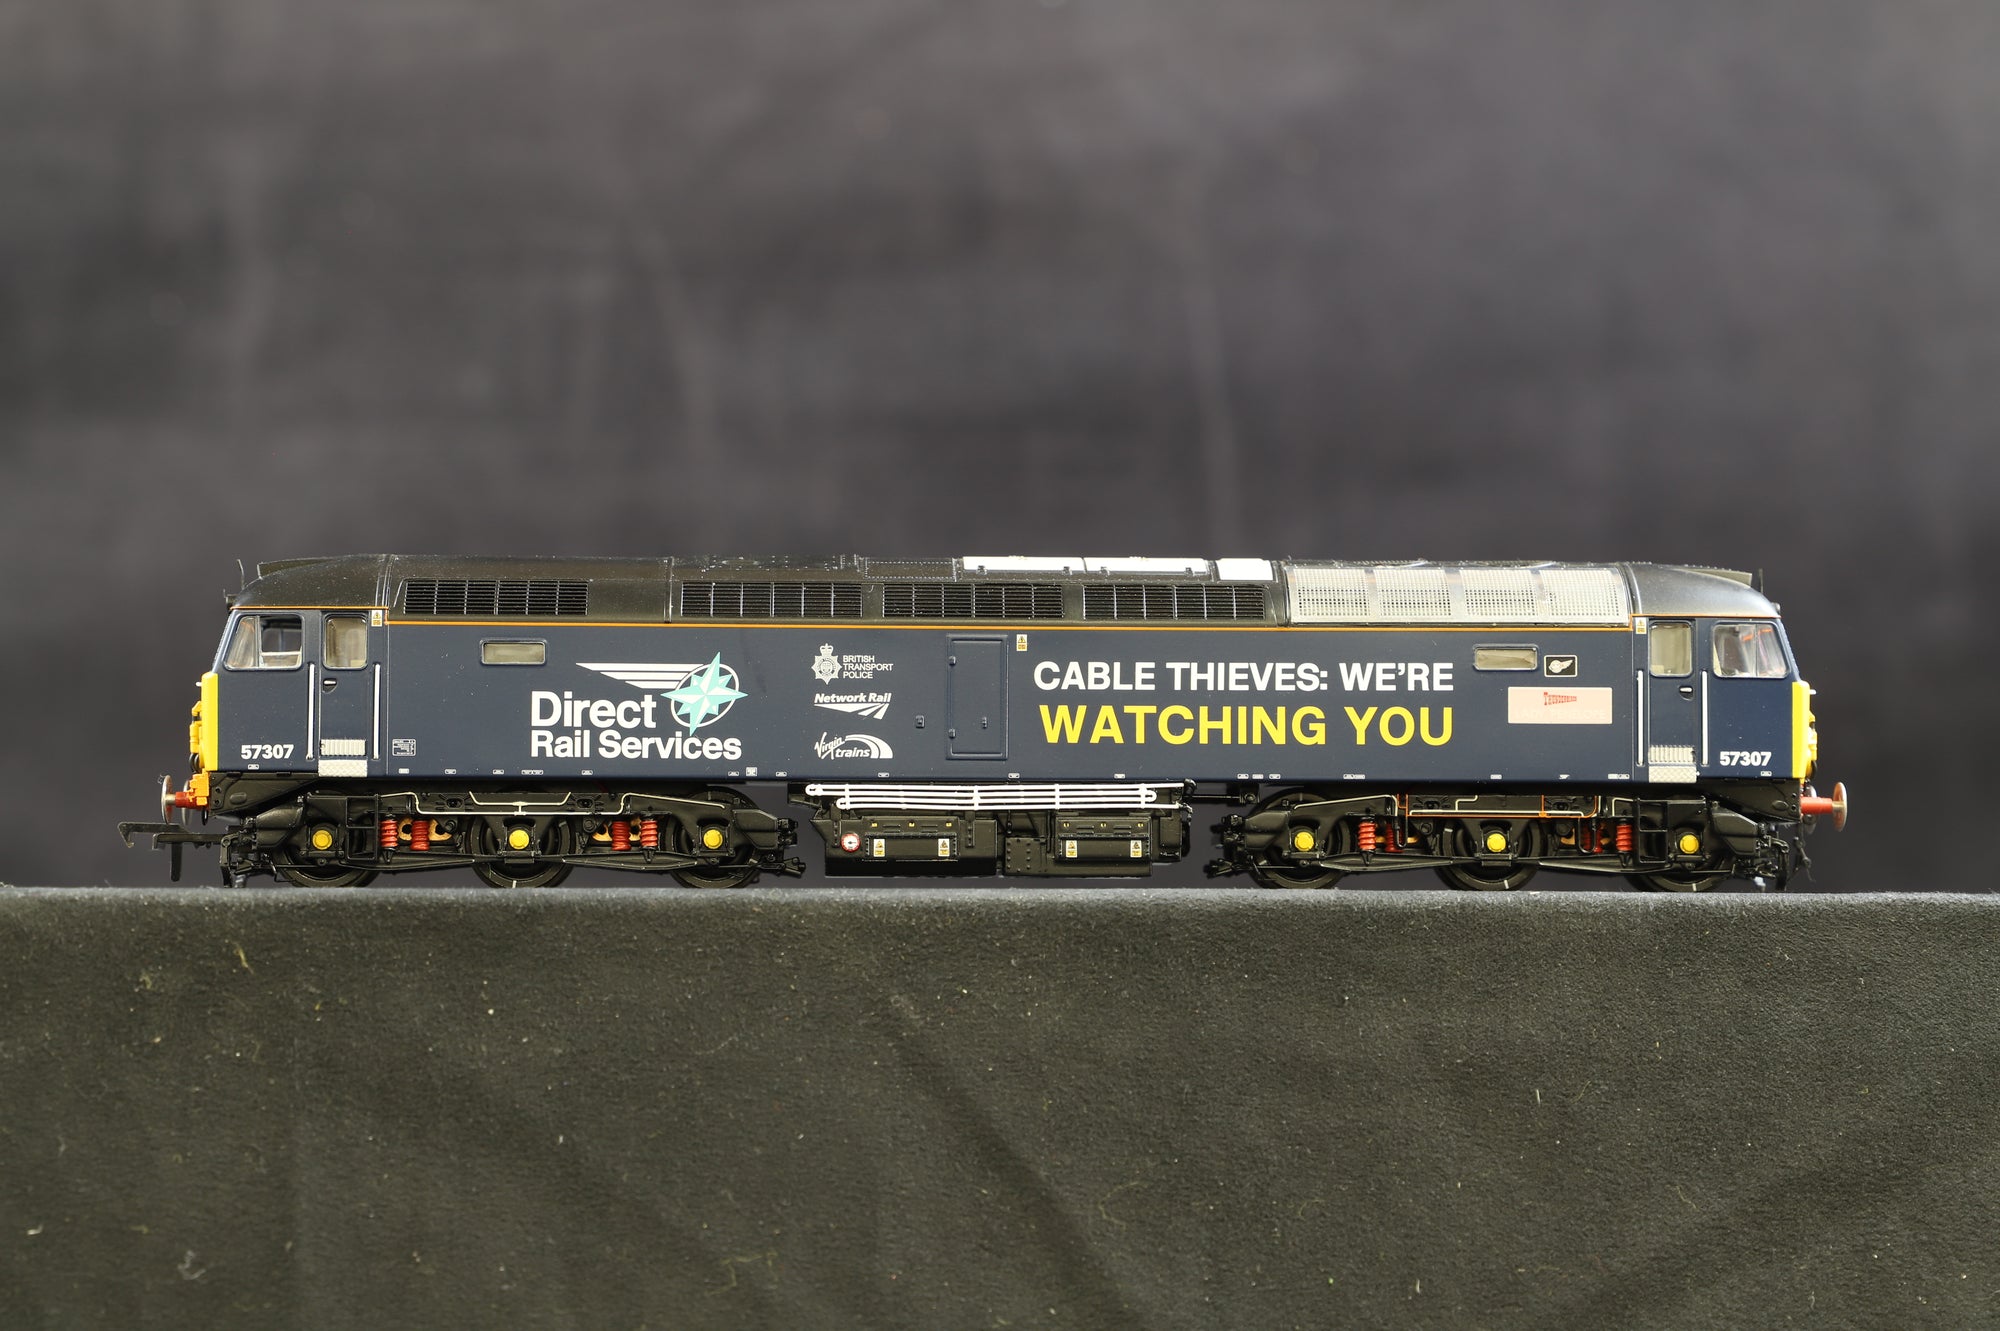 57307
Direct
Rail Services
BRITISH
TRANSPORT
POLICE
Network Rail
Virgin
trains
CABLE THIEVES: WE'RE
WATCHING YOU
57307